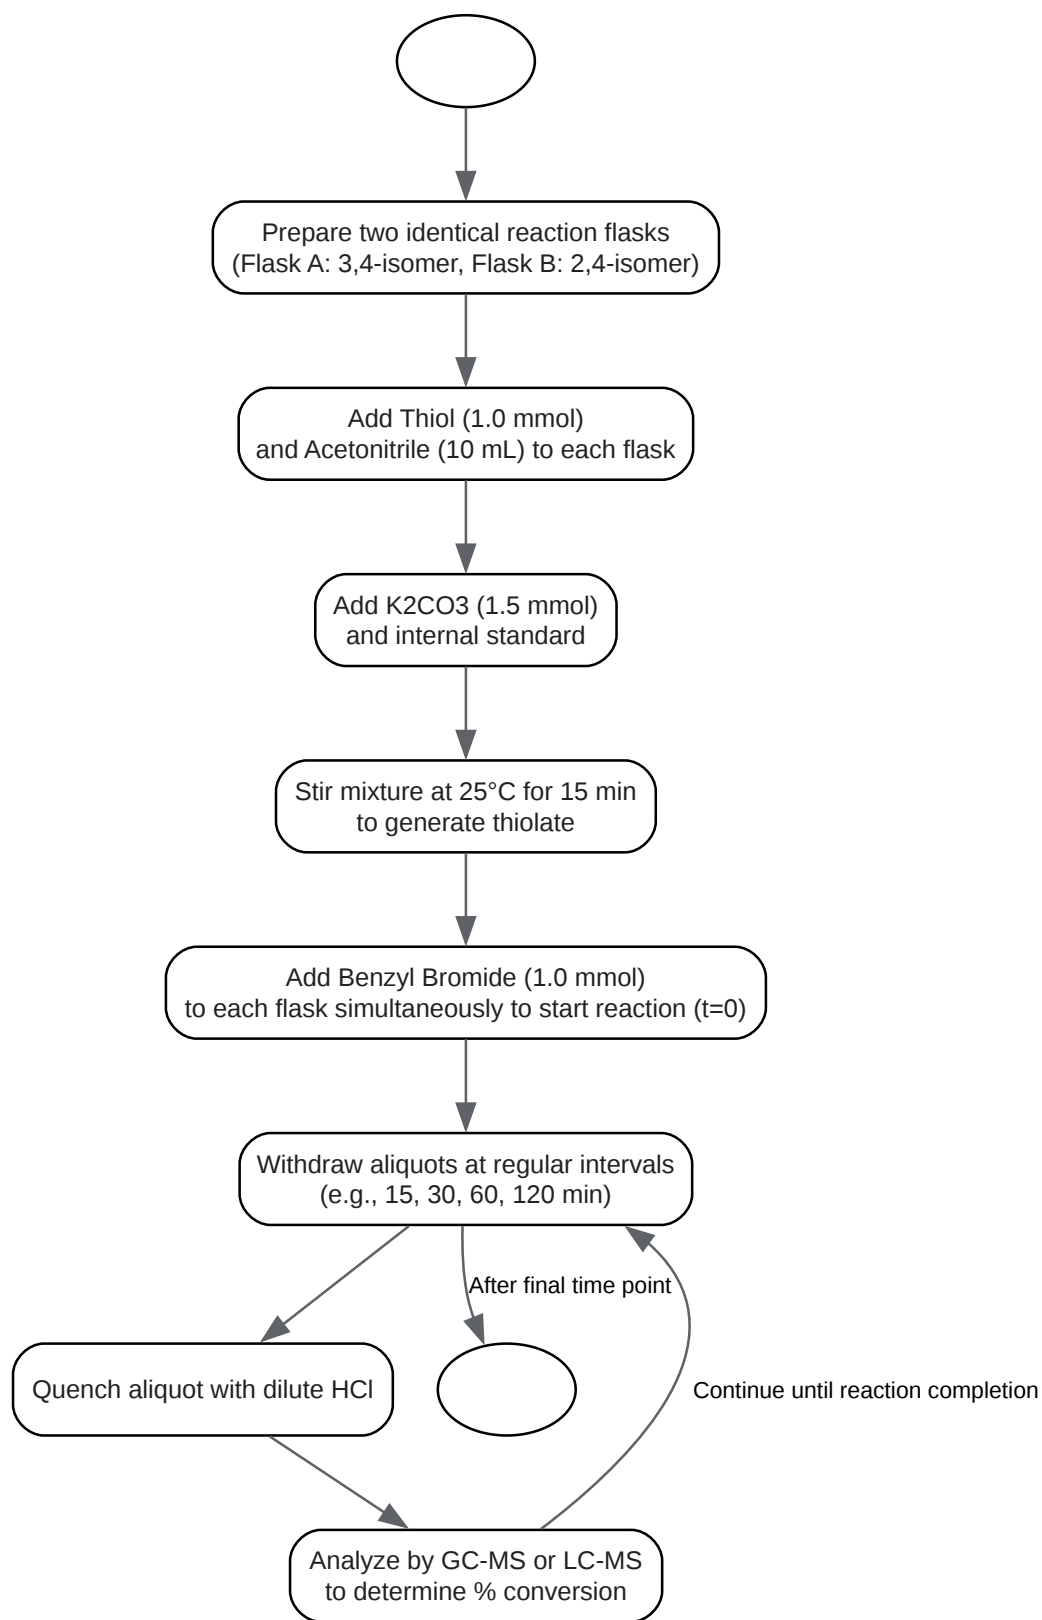 Prepare two identical reaction flasks
(Flask A: 3,4-isomer, Flask B: 2,4-isomer)
Add Thiol (1.0 mmol)
and Acetonitrile (10 mL) to each flask
Add K2CO3 (1.5 mmol)
and internal standard
Stir mixture at 25°C for 15 min
to generate thiolate
Add Benzyl Bromide (1.0 mmol)
to each flask simultaneously to start reaction (t=0)
Withdraw aliquots at regular intervals
(e.g., 15, 30, 60, 120 min)
After final time point
Quench aliquot with dilute HCl
Continue until reaction completion
Analyze by GC-MS or LC-MS
to determine % conversion